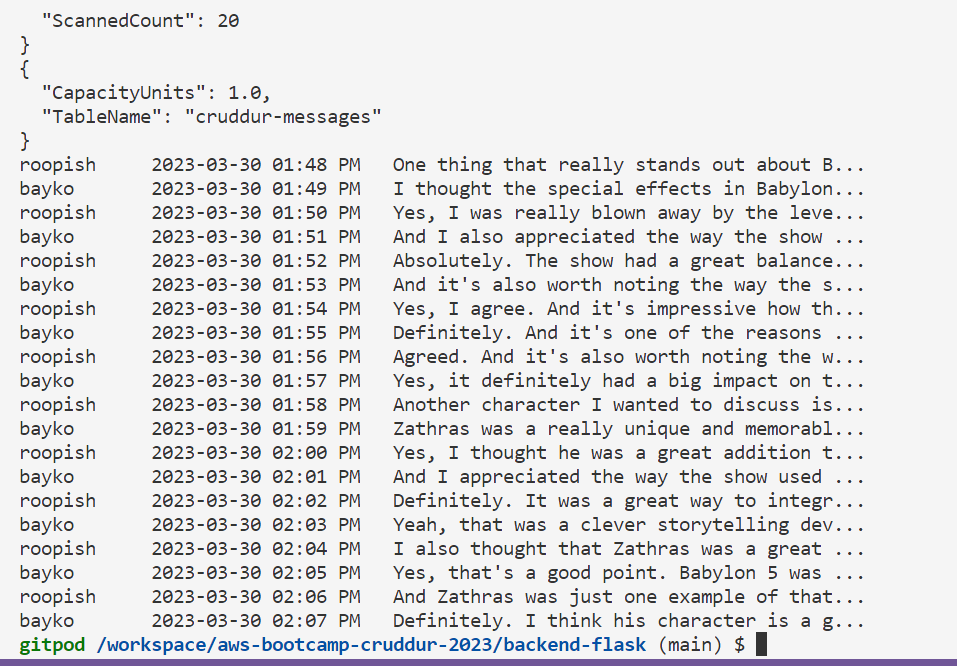 "ScannedCount": 20
}
{
"CapacityUnits": 1.0,
"TableName": "cruddur-messages"
}
roopish 2023-03-30 01:48 PM One thing that really stands out about B...
bayko 2023-03-30 01:49 PM I thought the special effects in Babylon...
roopish 2023-03-30 01:50 PM Yes, I was really blown away by the leve...
bayko 2023-03-30 01:51 PM And I also appreciated the way the show ...
roopish 2023-03-30 01:52 PM Absolutely. The show had a great balance...
bayko 2023-03-30 01:53 PM And it's also worth noting the way the s...
roopish 2023-03-30 01:54 PM Yes, I agree. And it's impressive how th...
bayko 2023-03-30 01:55 PM Definitely. And it's one of the reasons ...
roopish 2023-03-30 01:56 PM Agreed. And it's also worth noting the w...
bayko 2023-03-30 01:57 PM Yes, it definitely had a big impact on t...
roopish 2023-03-30 01:58 PM Another character I wanted to discuss is...
bayko 2023-03-30 01:59 PM Zathras was a really unique and memorabl...
roopish 2023-03-30 02:00 PM Yes, I thought he was a great addition t...
bayko 2023-03-30 02:01 PM And I appreciated the way the show used ...
roopish 2023-03-30 02:02 PM Definitely. It was a great way to integr...
bayko 2023-03-30 02:03 PM Yeah, that was a clever storytelling dev...
roopish 2023-03-30 02:04 PM I also thought that Zathras was a great ...
bayko 2023-03-30 02:05 PM Yes, that's a good point. Babylon 5 was ...
roopish 2023-03-30 02:06 PM And Zathras was just one example of that...
bayko 2023-03-30 02:07 PM Definitely. I think his character is a g...
gitpod /workspace/aws-bootcamp-cruddur-2023/backend-flask (main) $